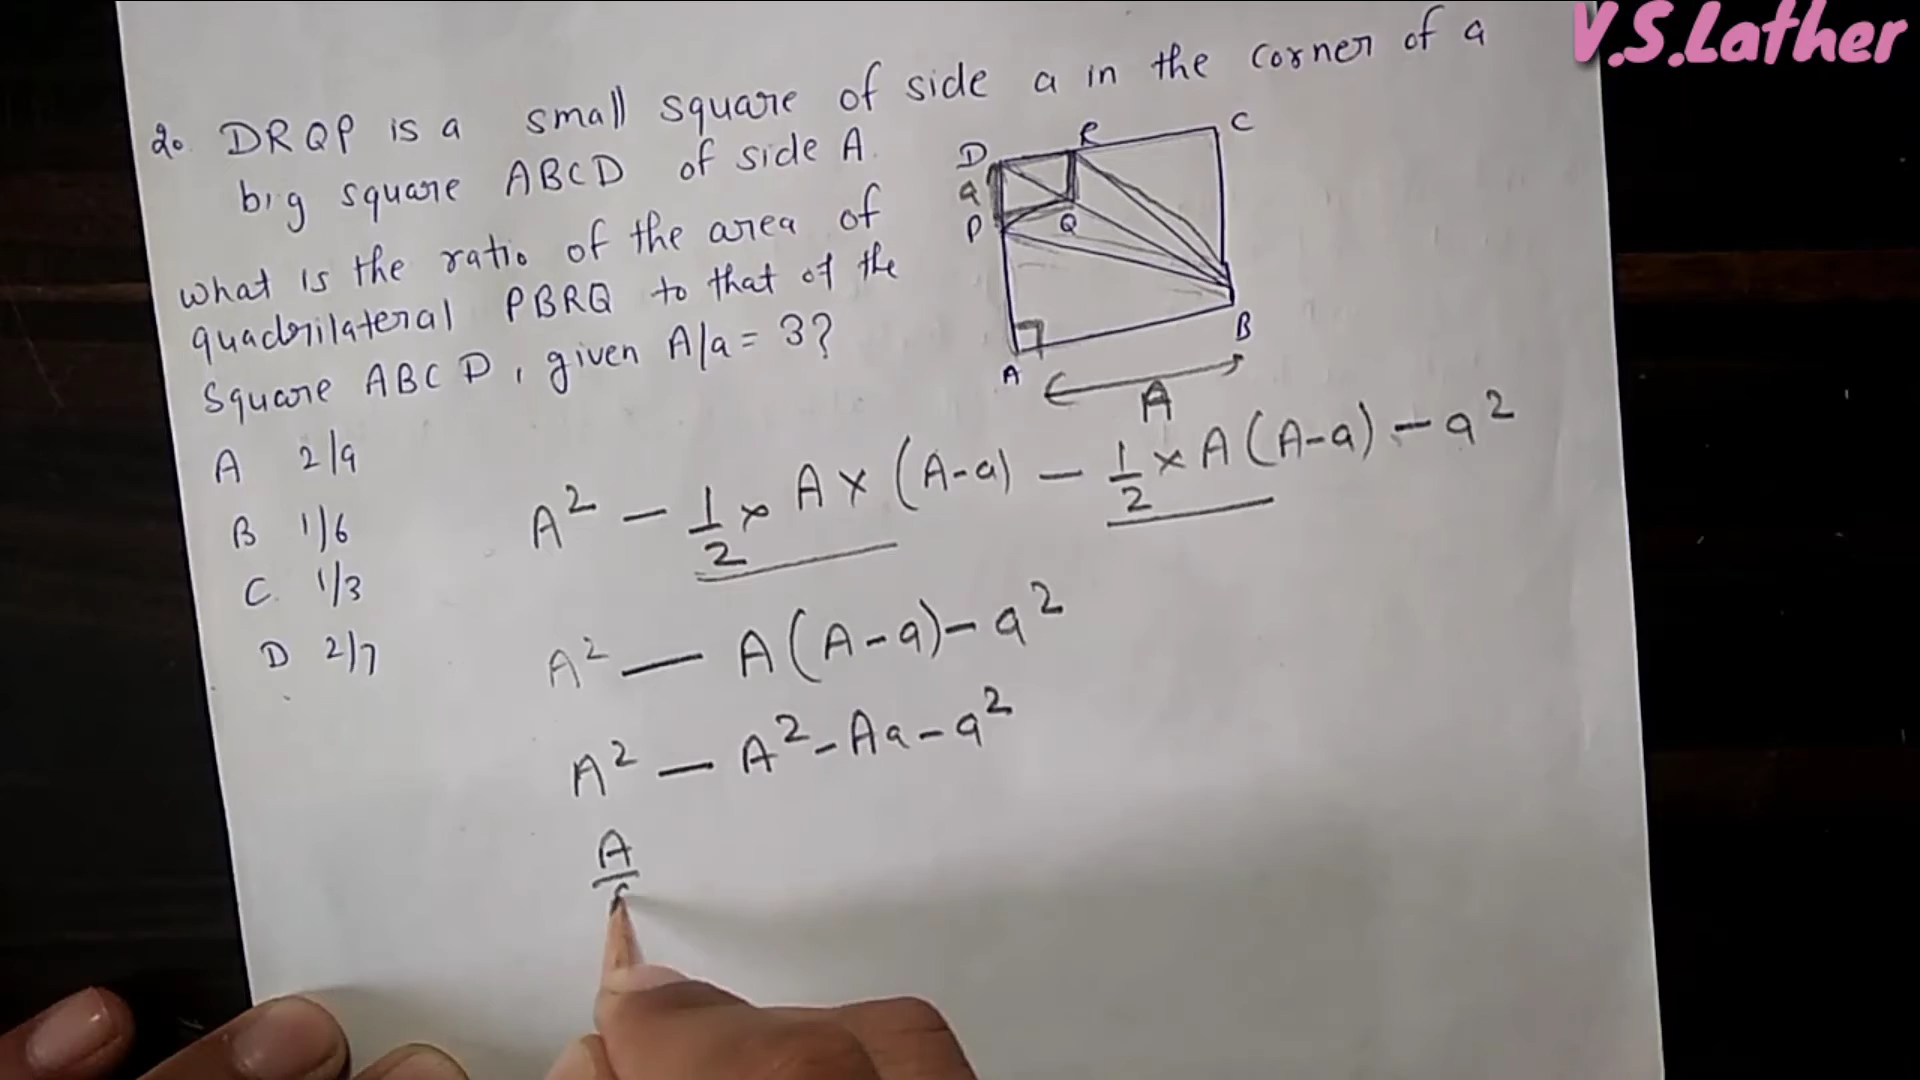 V.S.Lather
20. DRQP is a small square of side a in the corner of a
big square ABCD of side A.
what is the ratio of the area of
quadrilateral PBRQ to that of the
Square ABCD, given A/a = 3?
A 2/9
B 1/6
C. 1/3
D 2/7
D R C
a
P Q
B
A
A
A² - 1/2 × A × (A-a) - 1/2 × A (A-a) - a²
A² - A(A-a) - a²
A² - A² - Aa - a²
A